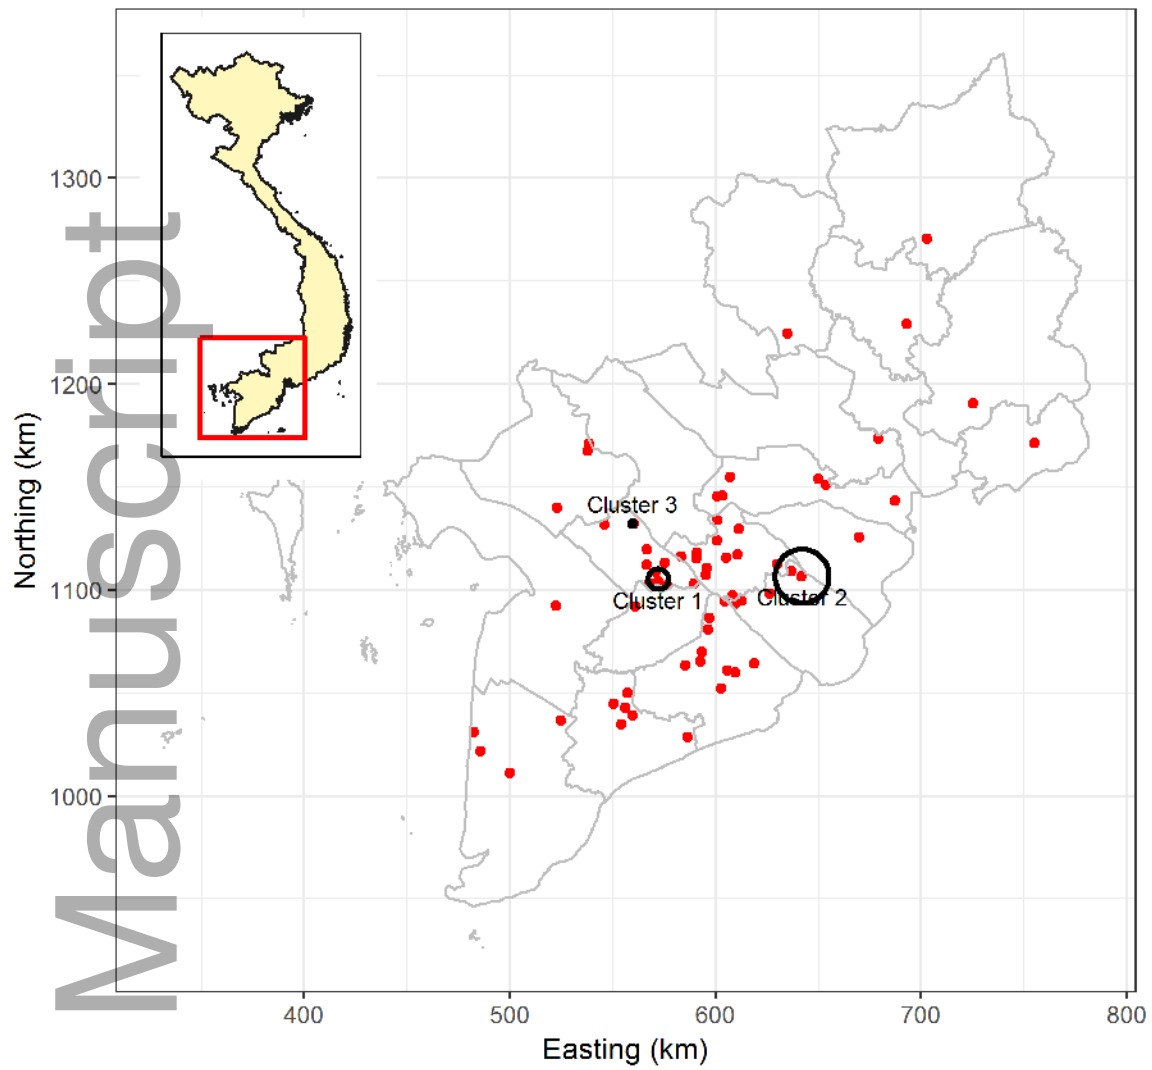 Manuscript
Northing (km)
1300
1200
1100
1000
Cluster 3
Cluster 1
Cluster 2
400
500
600
700
800
Easting (km)